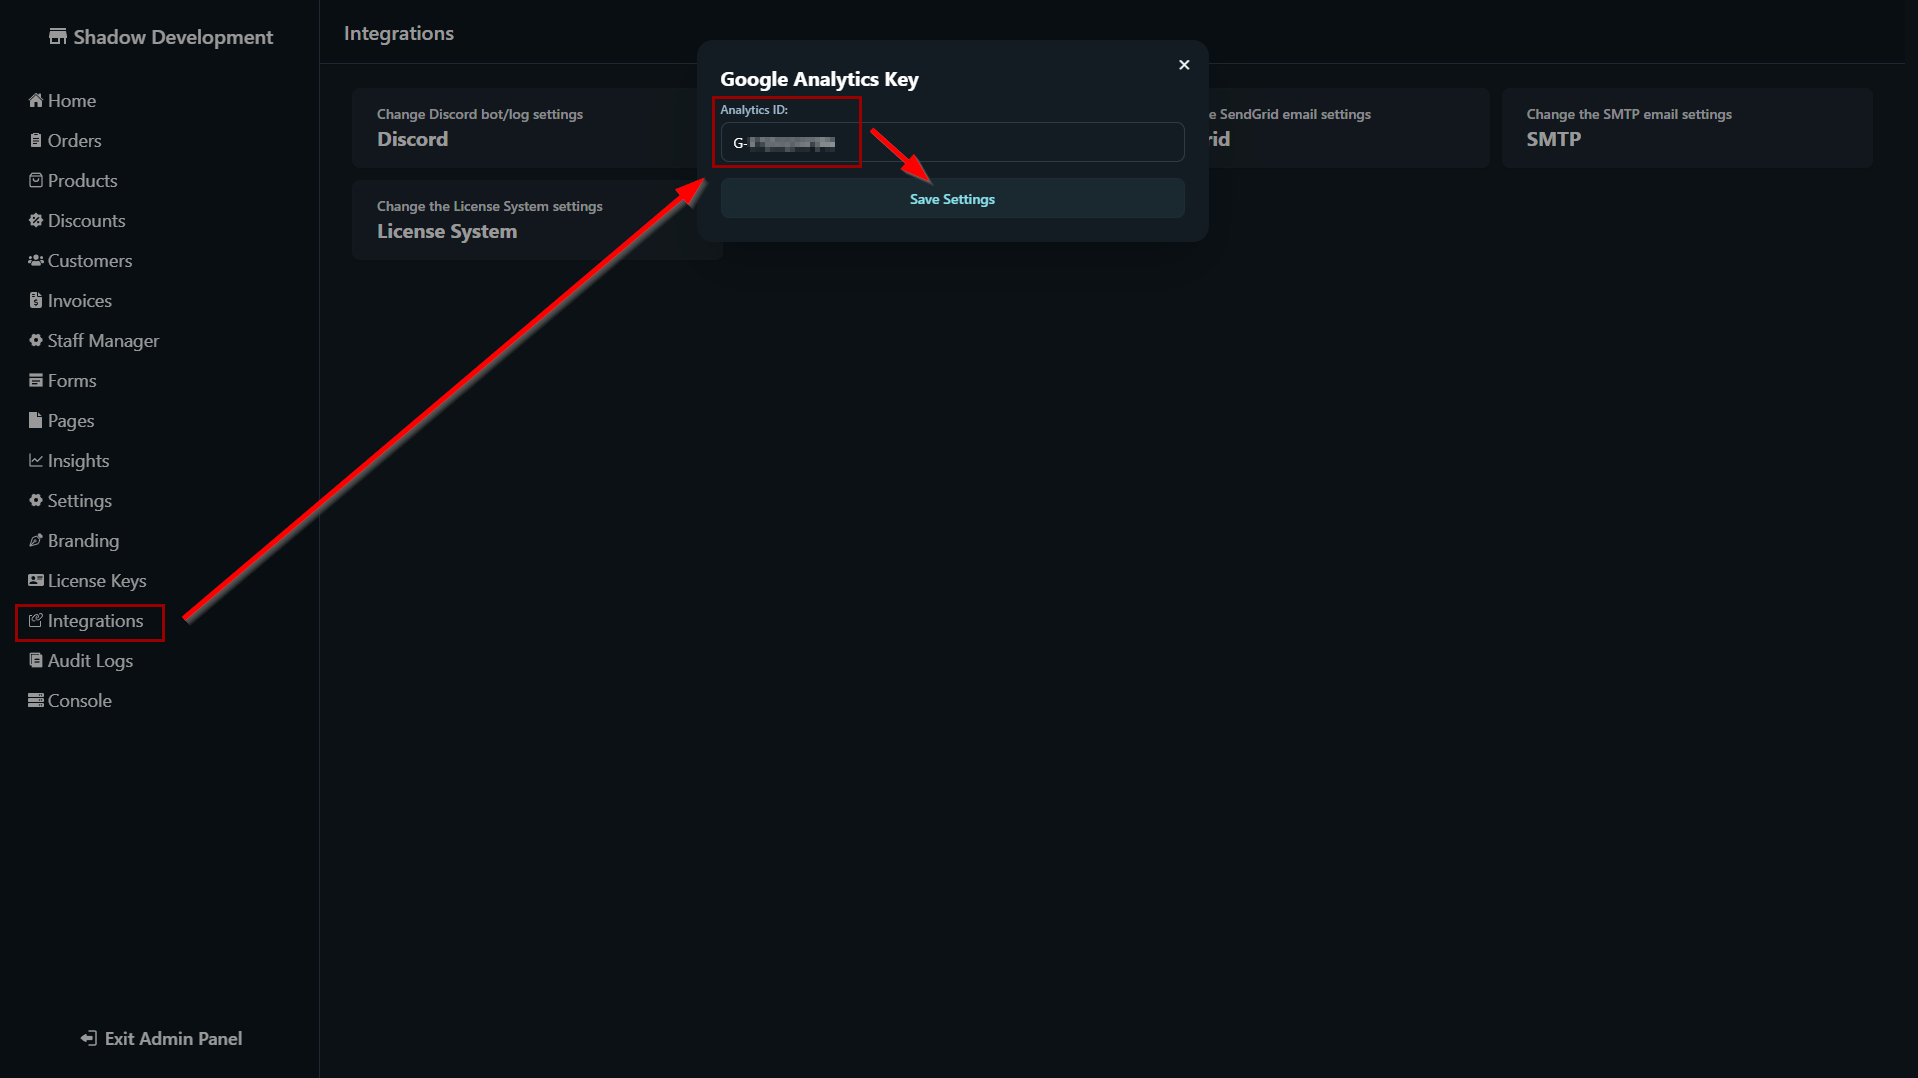 Shadow Development
Home
Orders
Products
Discounts
Customers
Invoices
Staff Manager
Forms
Pages
Insights
Settings
Branding
License Keys
Integrations
Audit Logs
Console
Exit Admin Panel
Integrations
Change Discord bot/log settings
Discord
SendGrid email settings
Change the SMTP email settings
SMTP
Change the License System settings
License System
Google Analytics Key
Analytics ID:
G-
Save Settings